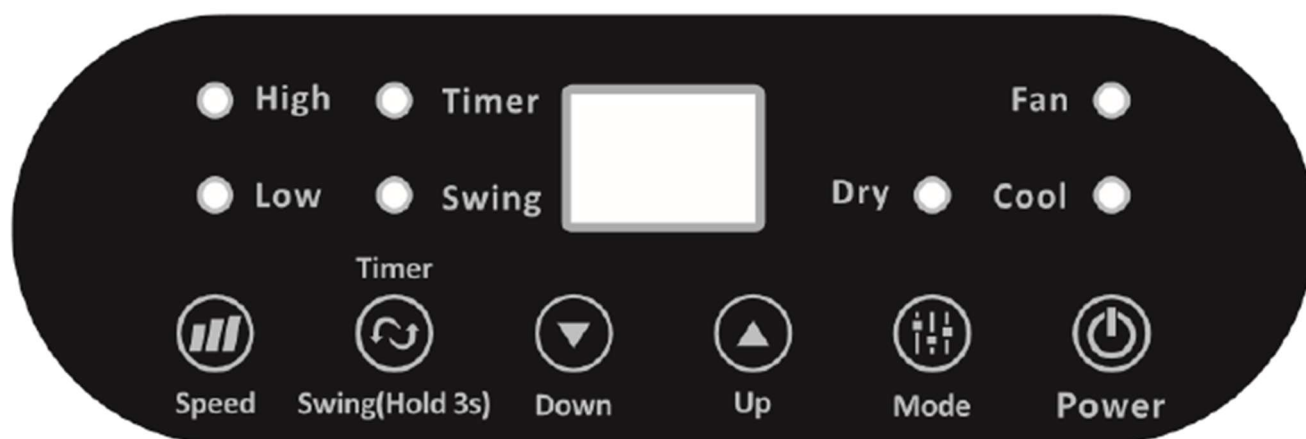 High Timer Fan
Low Swing Dry Cool
Timer
Speed Swing(Hold 3s) Down Up Mode Power